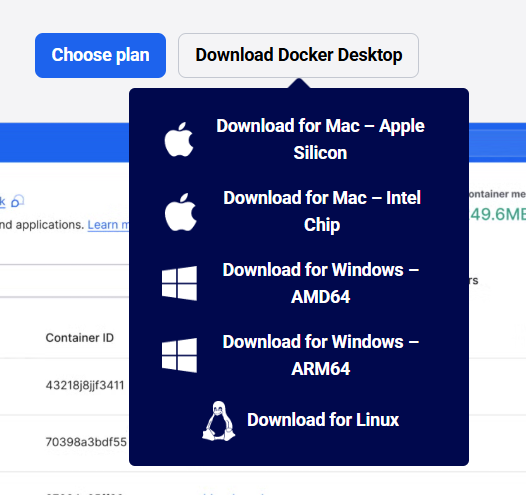 Choose plan
Download Docker Desktop
Download for Mac – Apple
Silicon
Download for Mac – Intel
Chip
Download for Windows –
AMD64
Download for Windows –
ARM64
Download for Linux
nd applications. Learn
ontainer me
49.6ME
rs
Container ID
43218j8jjf3411
70398a3bdf55